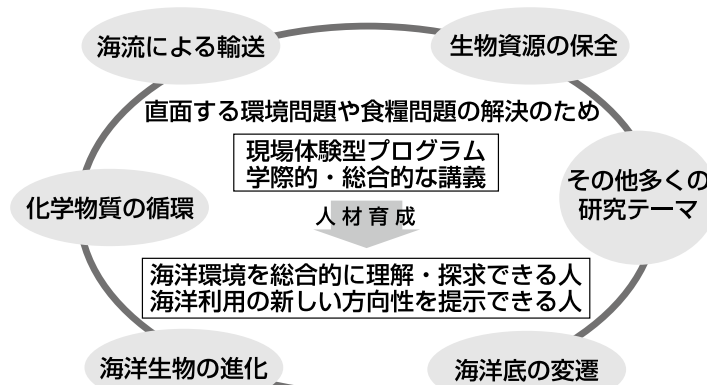 海流による輸送
生物資源の保全
直面する環境問題や食糧問題の解決のため
現場体験型プログラム
学際的・総合的な講義
その他多くの
研究テーマ
化学物質の循環
人材育成
海洋環境を総合的に理解・探求できる人
海洋利用の新しい方向性を提示できる人
海洋生物の進化
海洋底の変遷